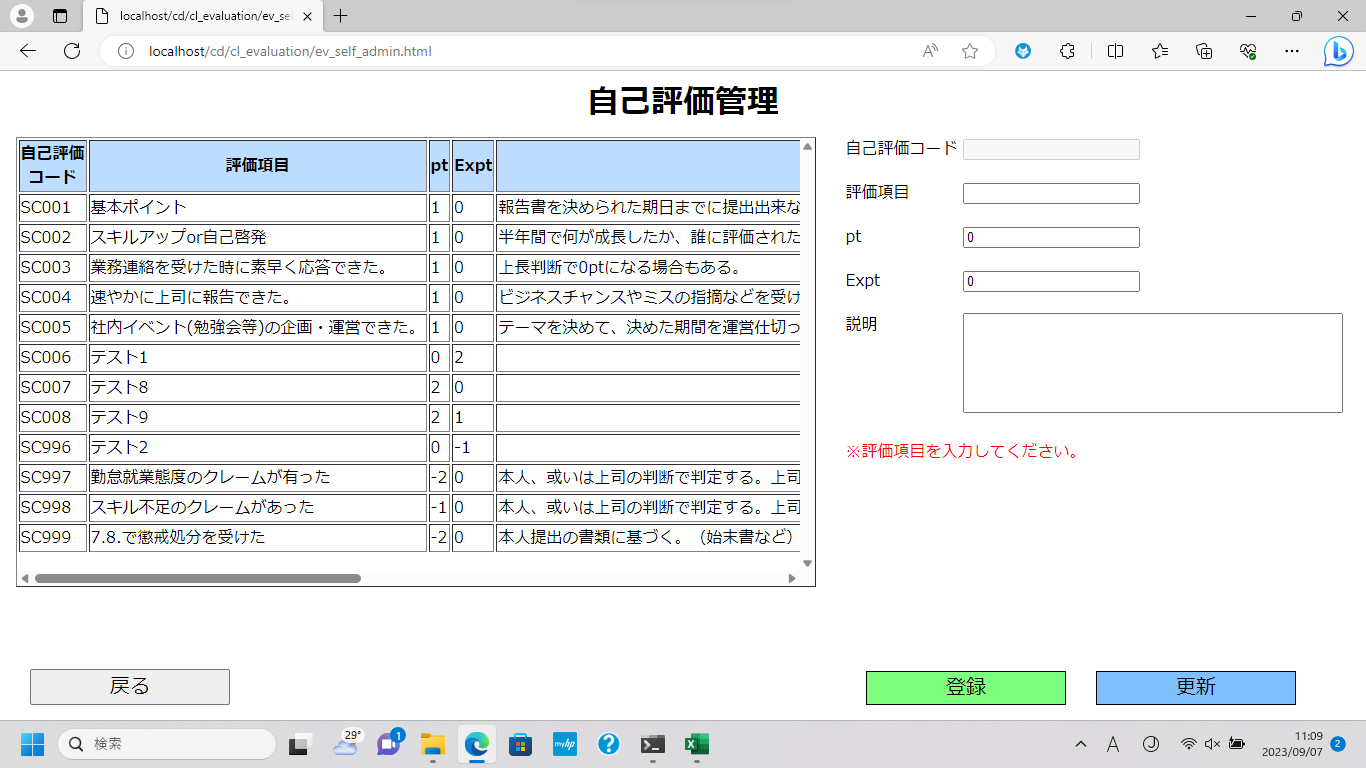 localhost/cd/cl_evaluation/ev_sel
localhost/cd/cl_evaluation/ev_self_admin.html
自己評価管理
自己評価コード 評価項目 pt Expt
SC001 基本ポイント 1 0 報告書を決められた期日までに提出出来な
SC002 スキルアップor自己啓発 1 0 半年間で何が成長したか、誰に評価された
SC003 業務連絡を受けた時に素早く応答できた。 1 0 上長判断で0ptになる場合もある。
SC004 速やかに上司に報告できた。 1 0 ビジネスチャンスやミスの指摘などを受け
SC005 社内イベント(勉強会等)の企画・運営できた。 1 0 テーマを決めて、決めた期間を運営仕切っ
SC006 テスト1 0 2
SC007 テスト8 2 0
SC008 テスト9 2 1
SC996 テスト2 0 -1
SC997 勤怠就業態度のクレームが有った -2 0 本人、或いは上司の判断で判定する。上司
SC998 スキル不足のクレームがあった -1 0 本人、或いは上司の判断で判定する。上司
SC999 7.8.で懲戒処分を受けた -2 0 本人提出の書類に基づく。（始末書など）
自己評価コード
評価項目
pt 0
Expt 0
説明
※評価項目を入力してください。
戻る
登録
更新
検索
29°
1
myhp
A
11:09
2023/09/07
2